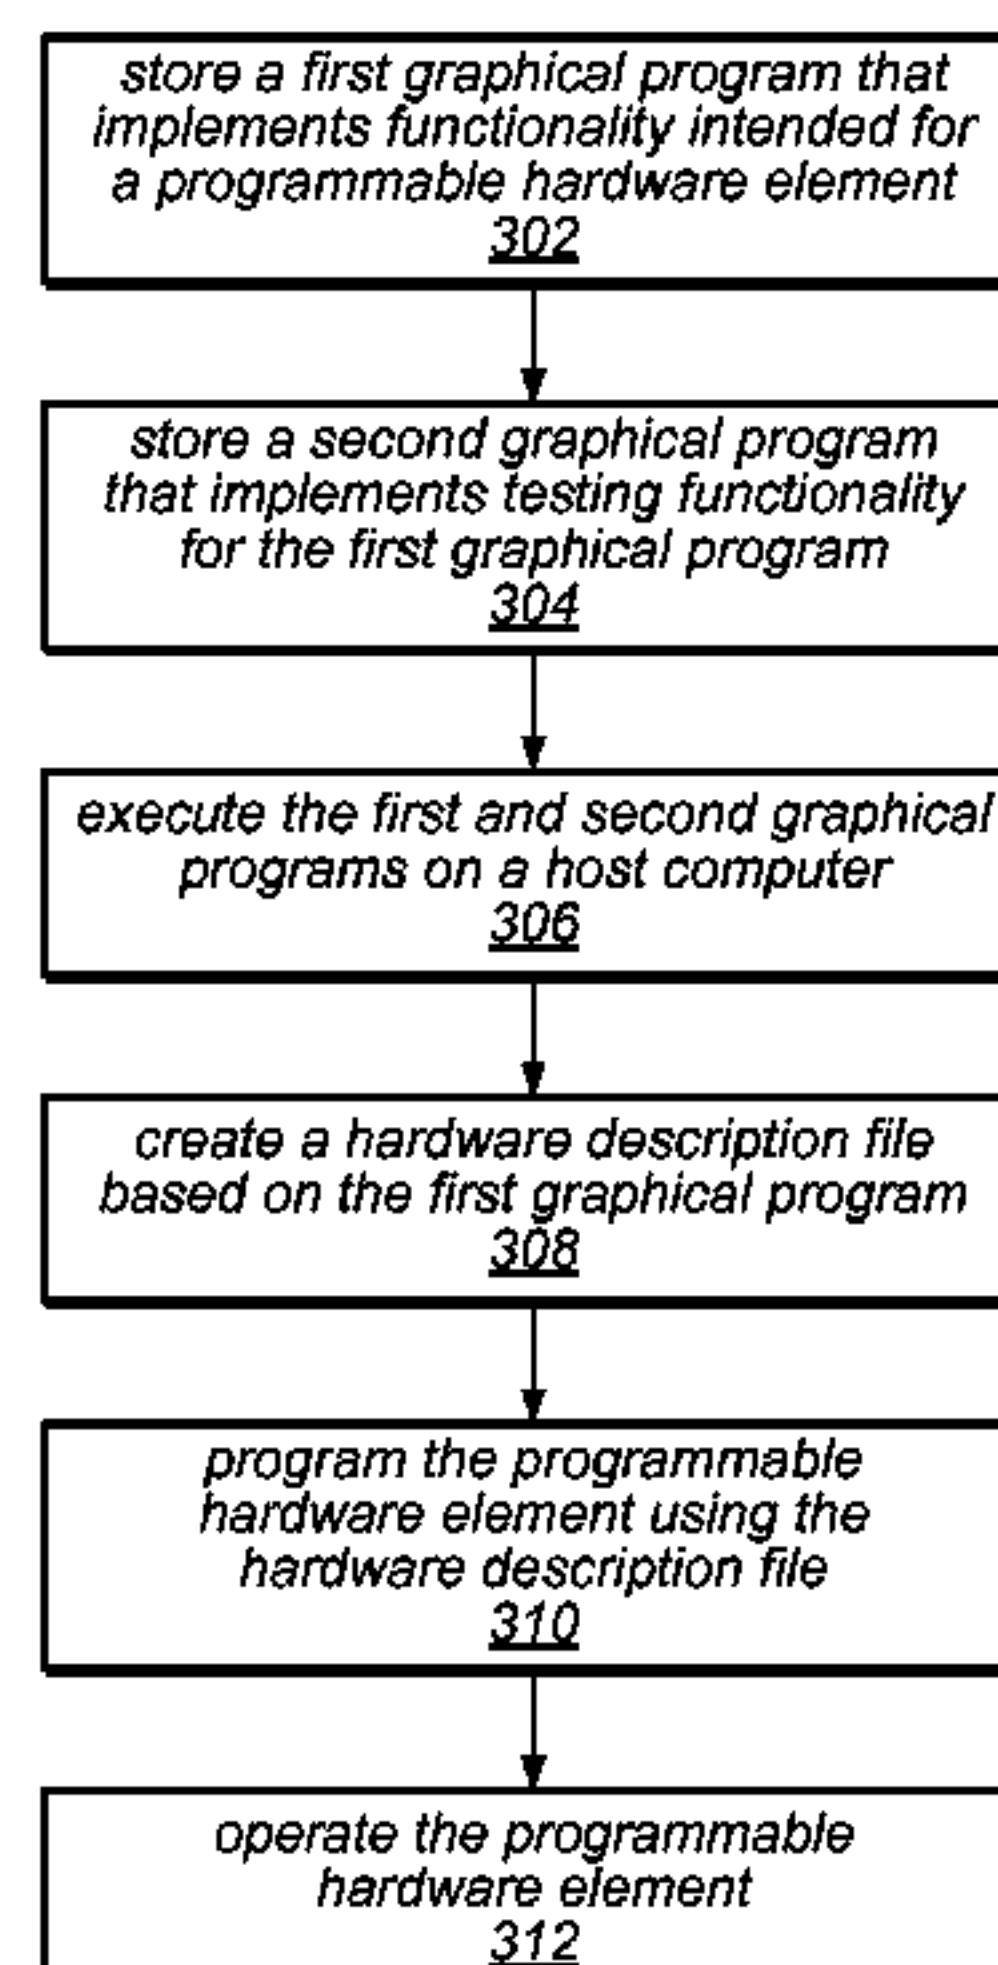 store a first graphical program that
implements functionality intended for
a programmable hardware element
302
store a second graphical program
that implements testing functionality
for the first graphical program
304
execute the first and second graphical
programs on a host computer
306
create a hardware description file
based on the first graphical program
308
program the programmable
hardware element using the
hardware description file
310
operate the programmable
hardware element
312